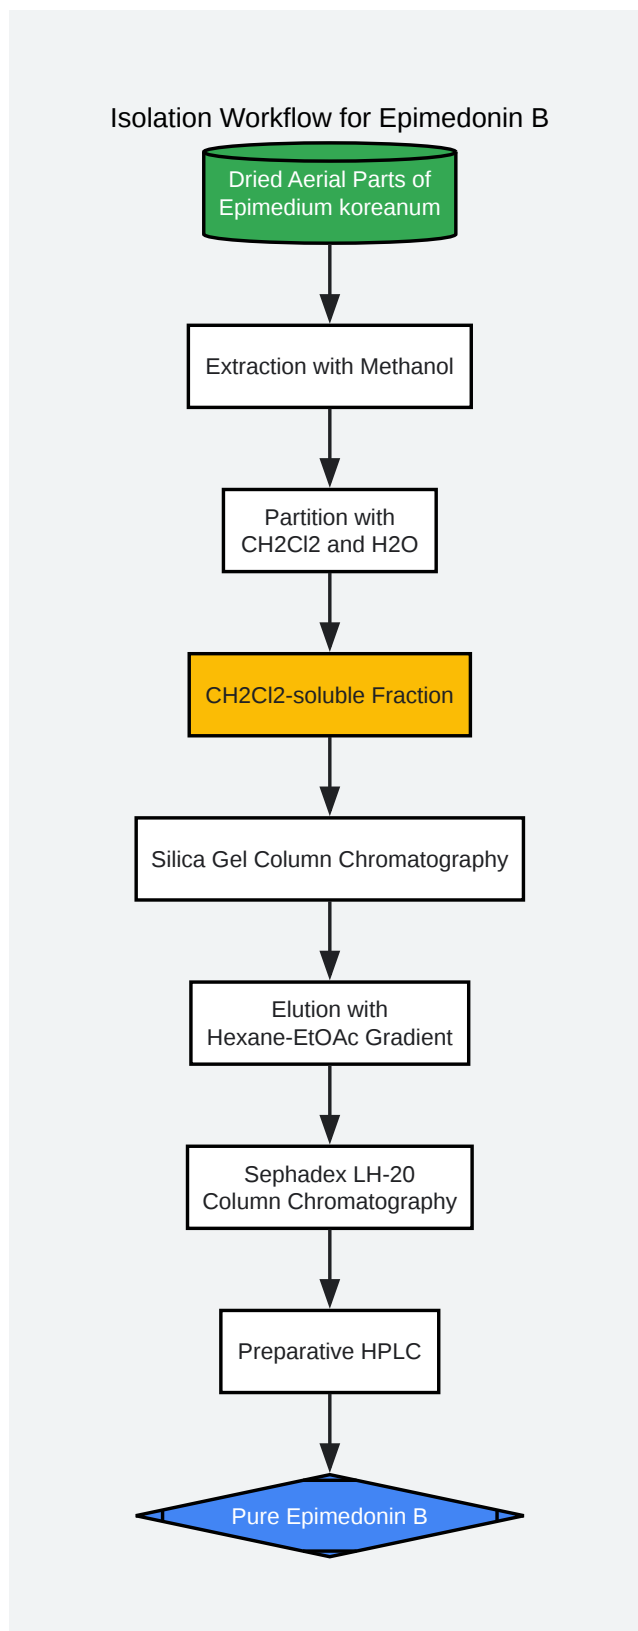 Isolation Workflow for Epimedonin B
Dried Aerial Parts of
Epimedium koreanum
Extraction with Methanol
Partition with
CH2Cl2 and H2O
CH2Cl2-soluble Fraction
Silica Gel Column Chromatography
Elution with
Hexane-EtOAc Gradient
Sephadex LH-20
Column Chromatography
Preparative HPLC
Pure Epimedonin B